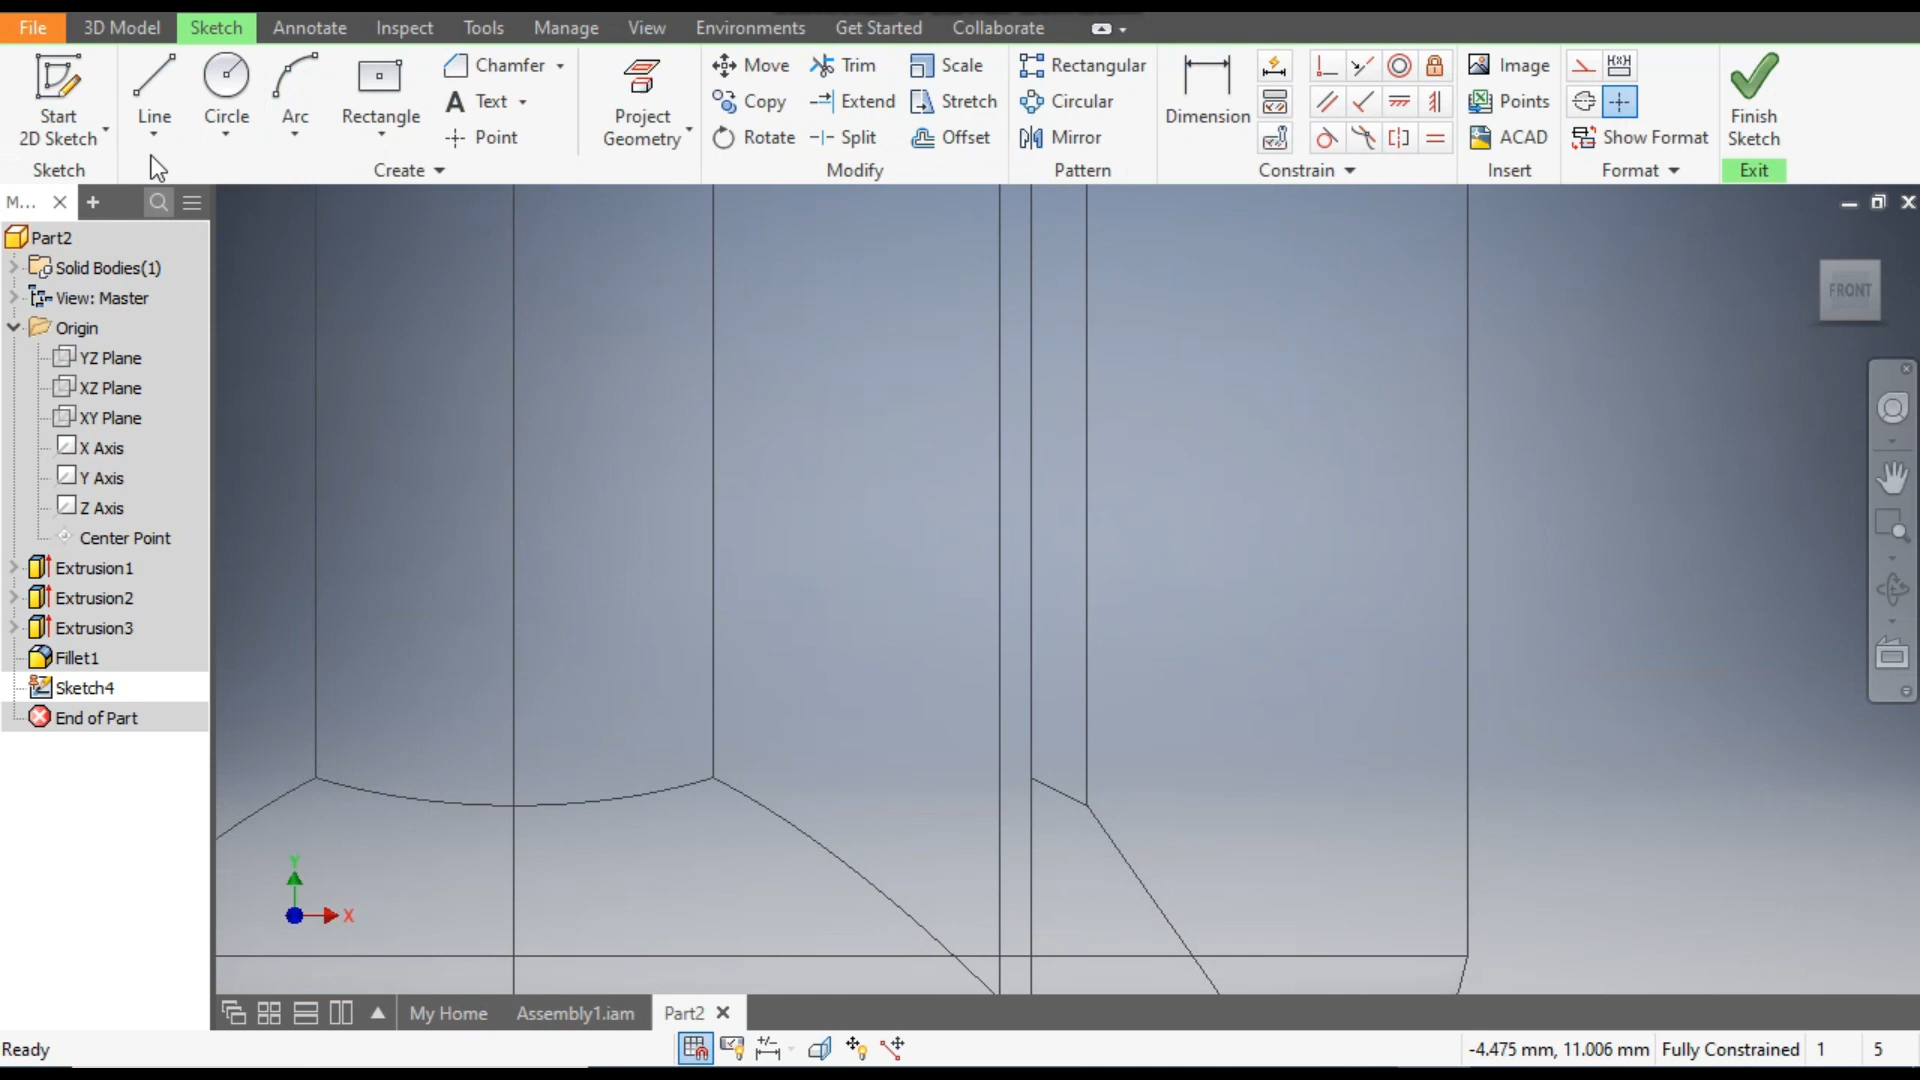 File 3D Model Sketch Annotate Inspect Tools Manage View Environments Get Started Collaborate
Start
2D Sketch
Line
Circle
Arc
Rectangle
Chamfer
Text
Point
Project
Geometry
Move
Copy
Rotate
Trim
Extend
Split
Scale
Stretch
Offset
Rectangular
Circular
Mirror
Dimension
Image
Points
ACAD
Show Format
Finish
Sketch
Sketch
Create
Modify
Pattern
Constrain
Insert
Format
Exit
M...
Part2
Solid Bodies(1)
View: Master
Origin
YZ Plane
XZ Plane
XY Plane
X Axis
Y Axis
Z Axis
Center Point
Extrusion1
Extrusion2
Extrusion3
Fillet1
Sketch4
End of Part
FRONT
Y
X
My Home
Assembly1.iam
Part2
Ready
-4.475 mm, 11.006 mm
Fully Constrained
1
5